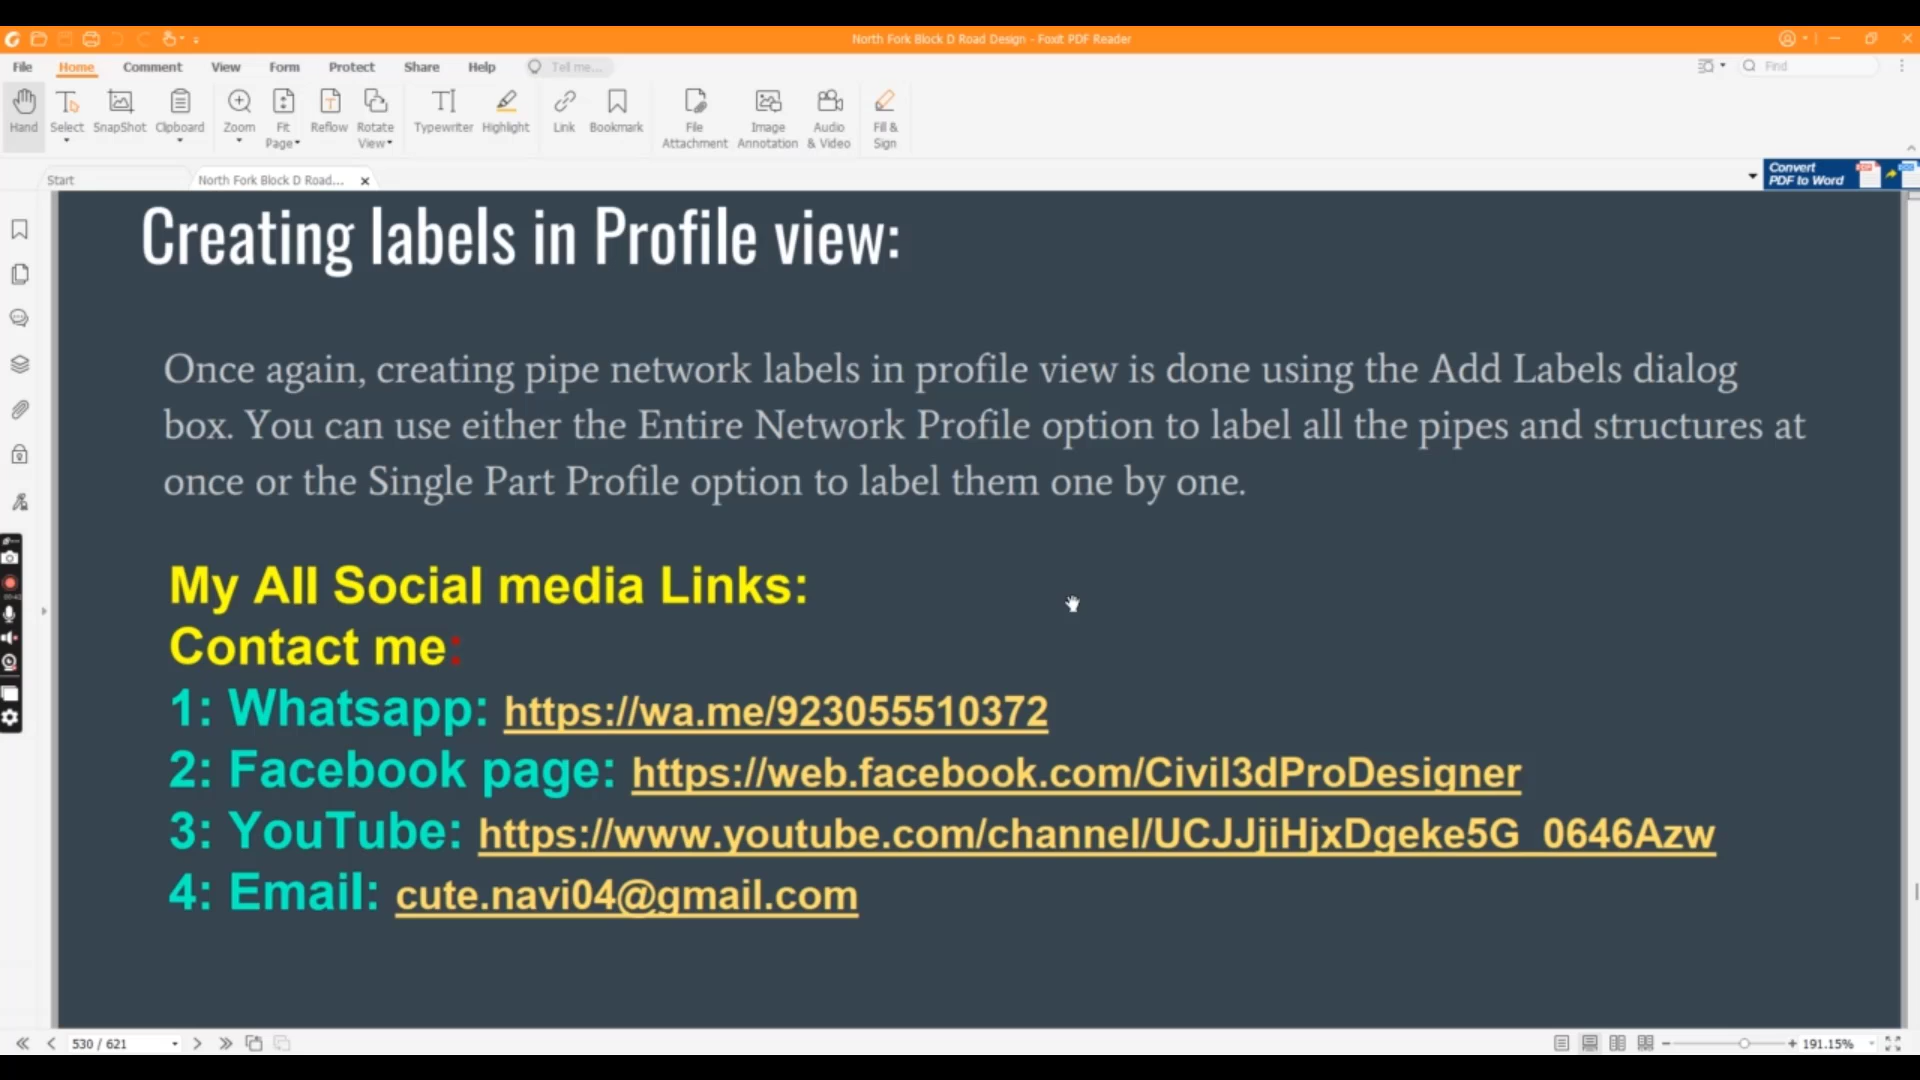 North Fork Block D Road Design - Foxit PDF Reader
File Home Comment View Form Protect Share Help Tell me... Find
Hand Select SnapShot Clipboard Zoom Fit Page Reflow Rotate View Typewriter Highlight Link Bookmark File Attachment Image Annotation Audio & Video Fill & Sign
Start North Fork Block D Road... Convert PDF to Word
Creating labels in Profile view:
Once again, creating pipe network labels in profile view is done using the Add Labels dialog
box. You can use either the Entire Network Profile option to label all the pipes and structures at
once or the Single Part Profile option to label them one by one.
My All Social media Links:
Contact me:
1: Whatsapp: https://wa.me/923055510372
2: Facebook page: https://web.facebook.com/Civil3dProDesigner
3: YouTube: https://www.youtube.com/channel/UCJJjiHjxDgeke5G_0646Azw
4: Email: cute.navi04@gmail.com
530 / 621 191.15%